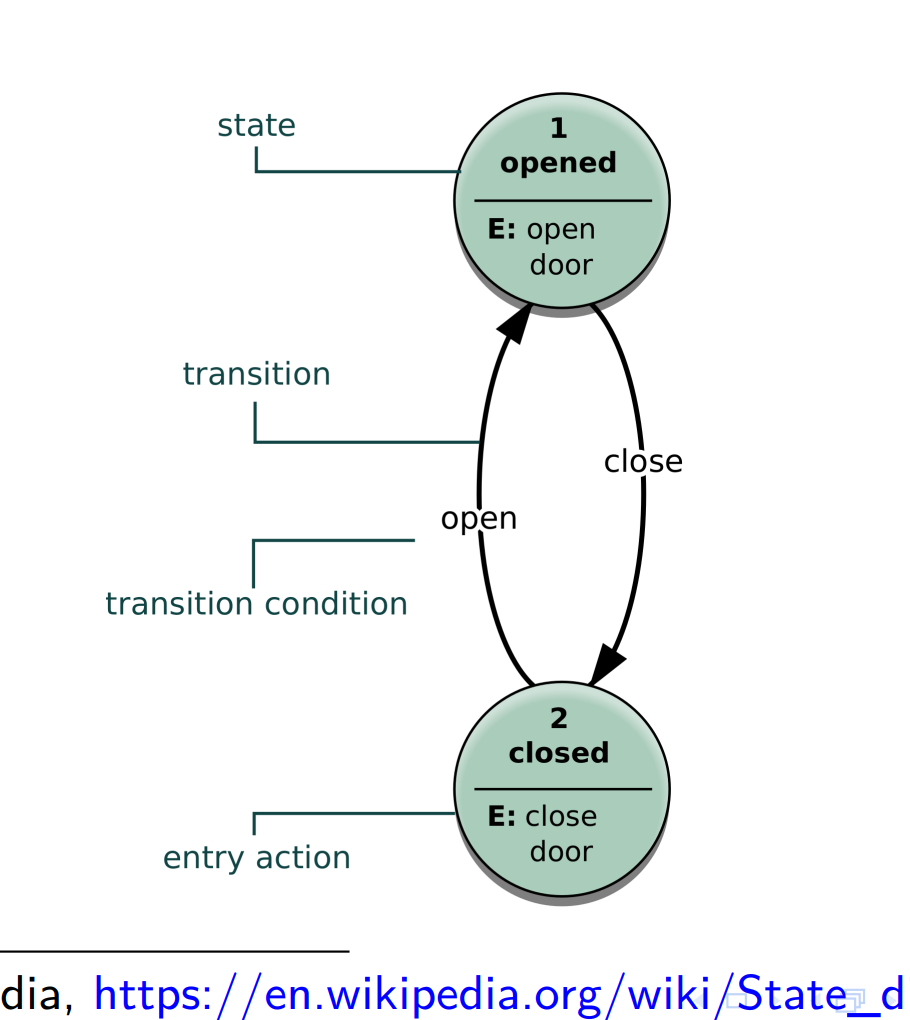 state
1
opened
E: open
door
transition
close
open
transition condition
2
closed
E: close
door
entry action
dia, https://en.wikipedia.org/wiki/State_d